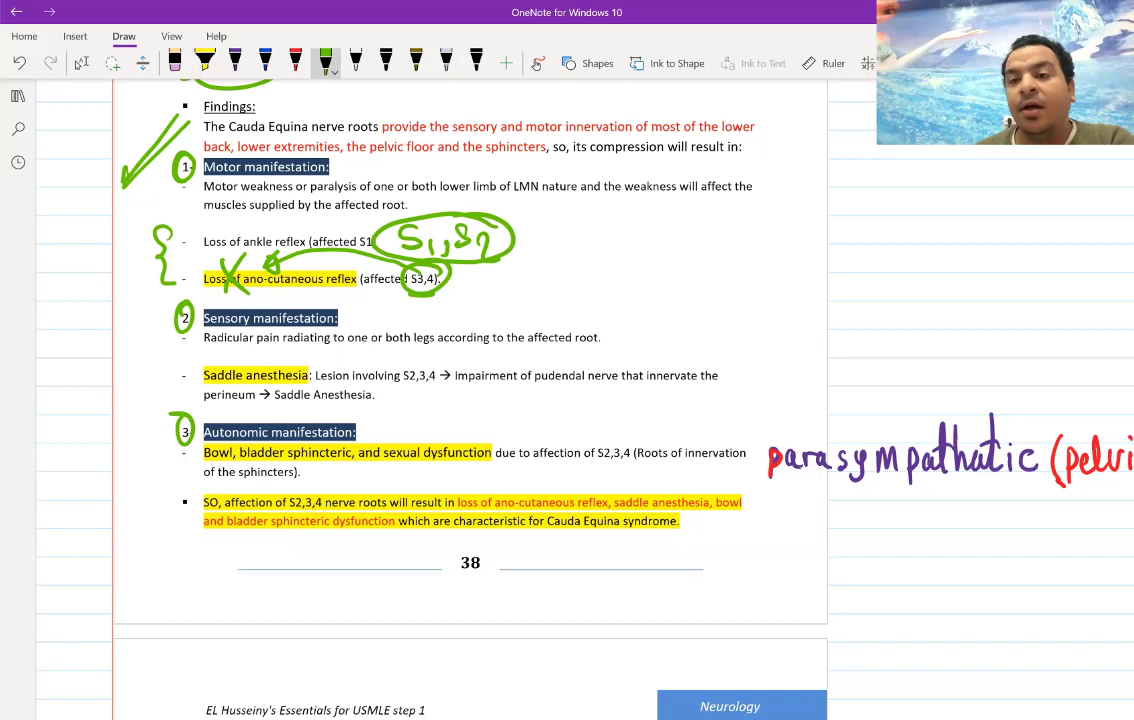 OneNote for Windows 10
Home Insert Draw View Help
Shapes Ink to Shape Ink to Text Ruler
Findings:
The Cauda Equina nerve roots provide the sensory and motor innervation of most of the lower
back, lower extremities, the pelvic floor and the sphincters, so, its compression will result in:
1- Motor manifestation:
- Motor weakness or paralysis of one or both lower limb of LMN nature and the weakness will affect the
muscles supplied by the affected root.
- Loss of ankle reflex (affected S1 S1, S2
- Loss of ano-cutaneous reflex (affected S3,4).
2 Sensory manifestation:
- Radicular pain radiating to one or both legs according to the affected root.
- Saddle anesthesia: Lesion involving S2,3,4 → impairment of pudendal nerve that innervate the
perineum → Saddle Anesthesia.
3- Autonomic manifestation:
- Bowl, bladder sphincteric, and sexual dysfunction due to affection of S2,3,4 (Roots of innervation
of the sphincters).
parasympathatic (pelvi
SO, affection of S2,3,4 nerve roots will result in loss of ano-cutaneous reflex, saddle anesthesia, bowl
and bladder sphincteric dysfunction which are characteristic for Cauda Equina syndrome.
38
EL Husseiny's Essentials for USMLE step 1
Neurology